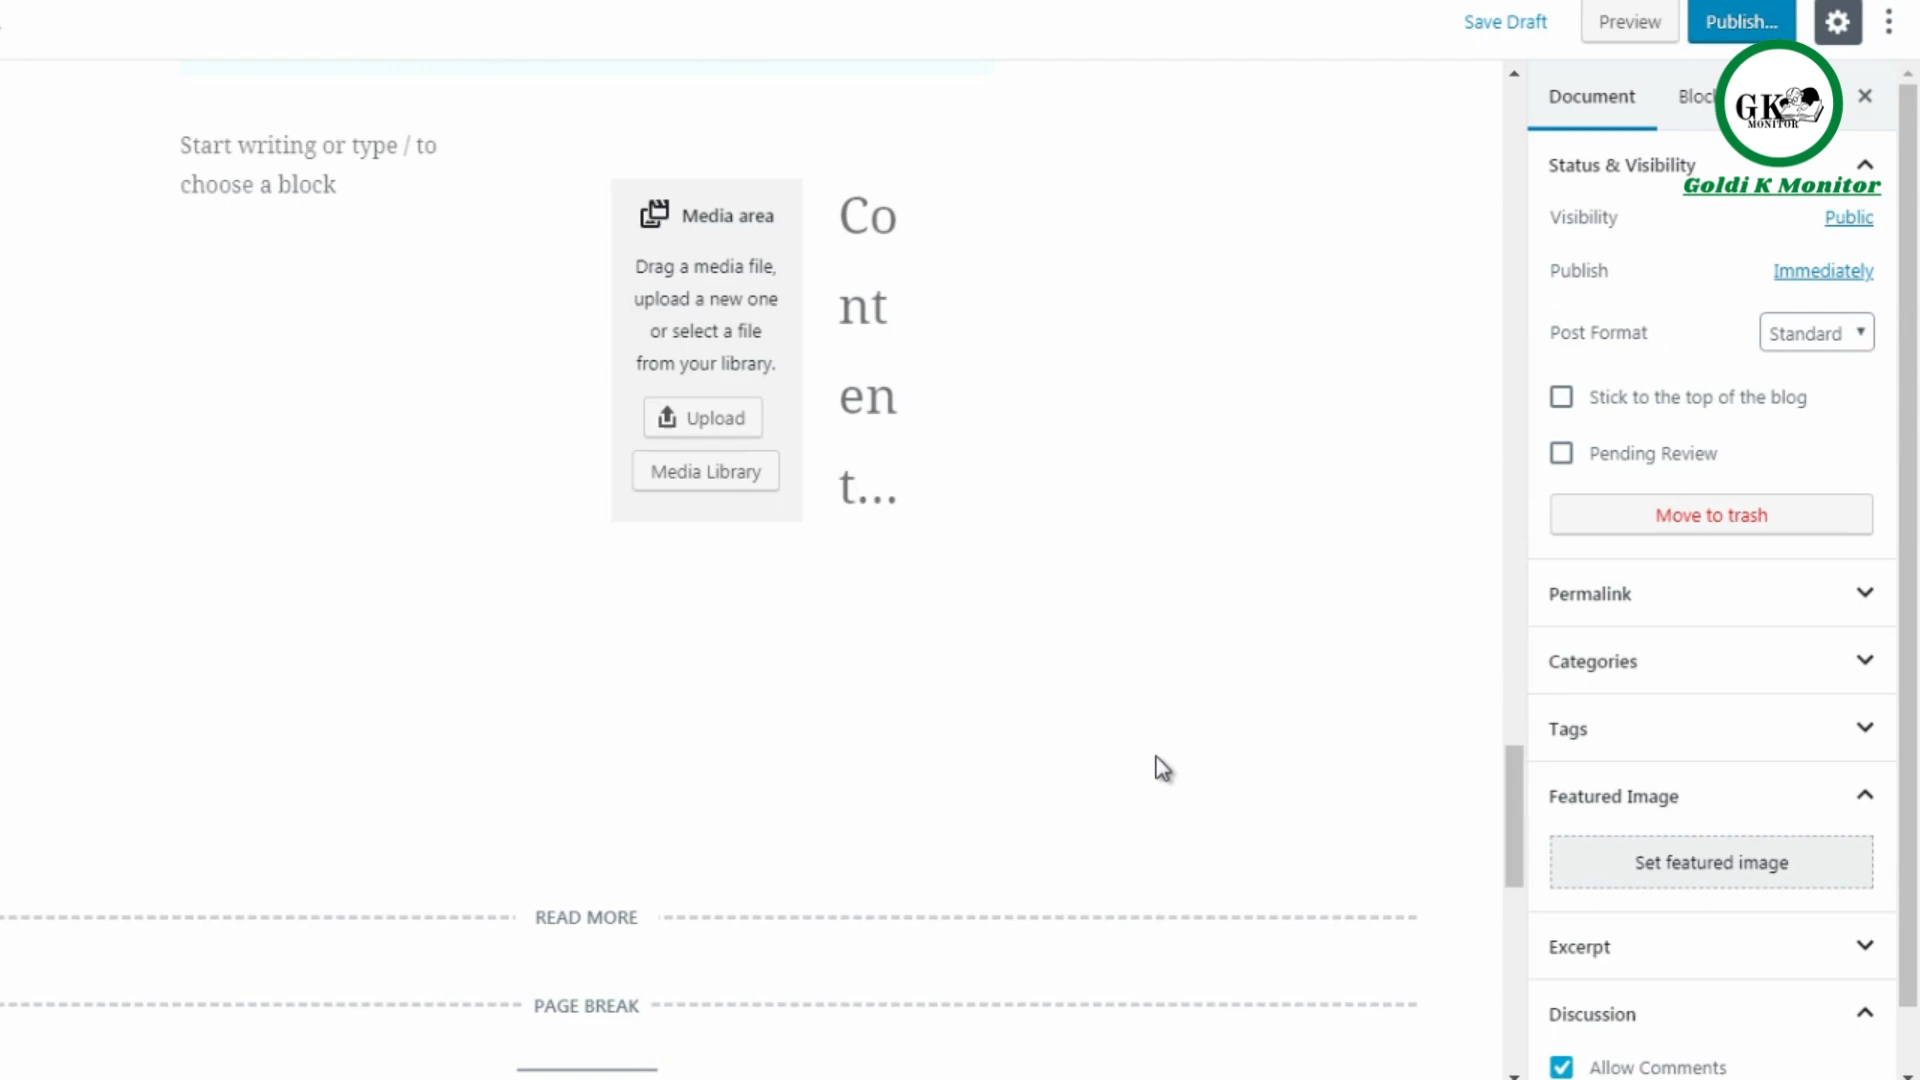 Save Draft
Preview
Publish...
Document
Bloc
GK
MONITOR
Goldi K Monitor
Start writing or type / to
choose a block
Media area
Drag a media file,
upload a new one
or select a file
from your library.
Upload
Media Library
Co
nt
en
t...
READ MORE
PAGE BREAK
Status & Visibility
Visibility
Public
Publish
Immediately
Post Format
Standard
Stick to the top of the blog
Pending Review
Move to trash
Permalink
Categories
Tags
Featured Image
Set featured image
Excerpt
Discussion
Allow Comments